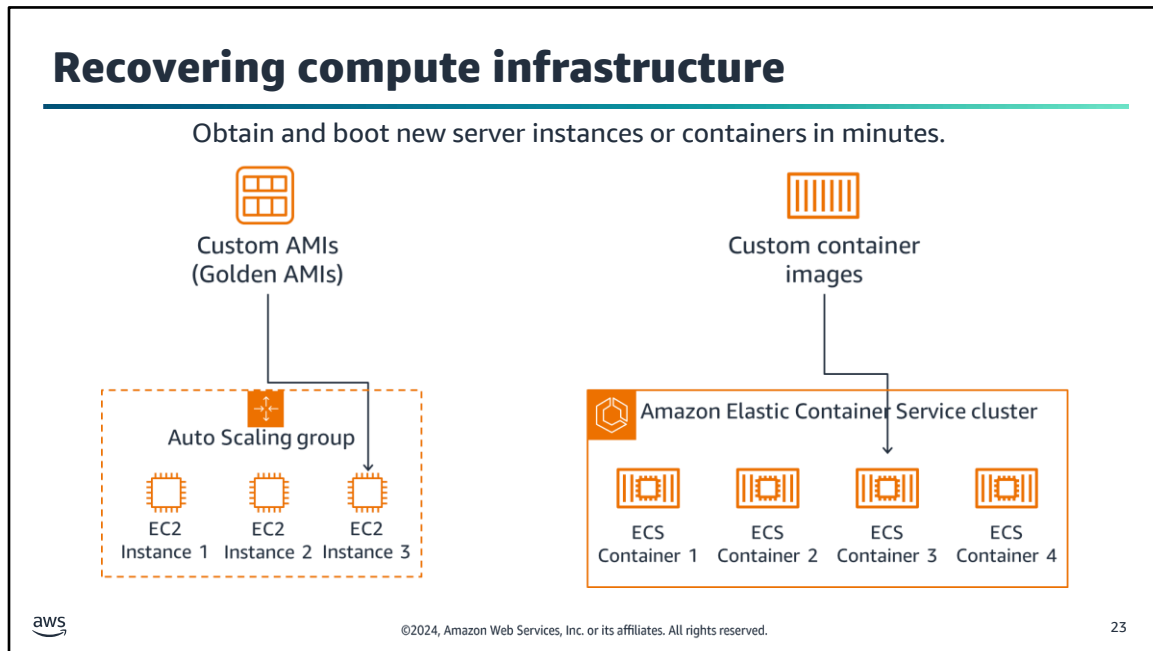 Recovering compute infrastructure
Obtain and boot new server instances or containers in minutes.
Custom AMIs
(Golden AMIs)
Custom container
images
Auto Scaling group
EC2
Instance 1
EC2
Instance 2
EC2
Instance 3
Amazon Elastic Container Service cluster
ECS
Container 1
ECS
Container 2
ECS
Container 3
ECS
Container 4
aws
©2024, Amazon Web Services, Inc. or its affiliates. All rights reserved.
23